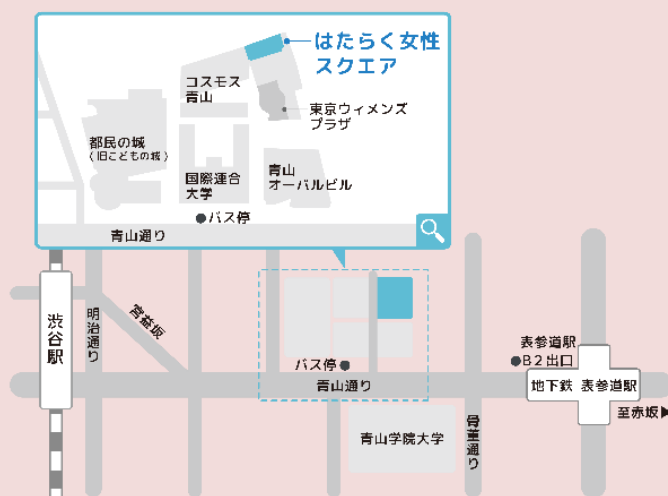 はたらく女性
スクエア
コスモス
青山
東京ウィメンズ
プラザ
都民の城
(旧こどもの城)
国際連合
大学
青山
オーバルビル
バス停
青山通り
渋谷駅
明治通り
宮益坂
バス停
青山通り
表参道駅
B2出口
地下鉄 表参道駅
至赤坂▶
青山学院大学
骨董通り